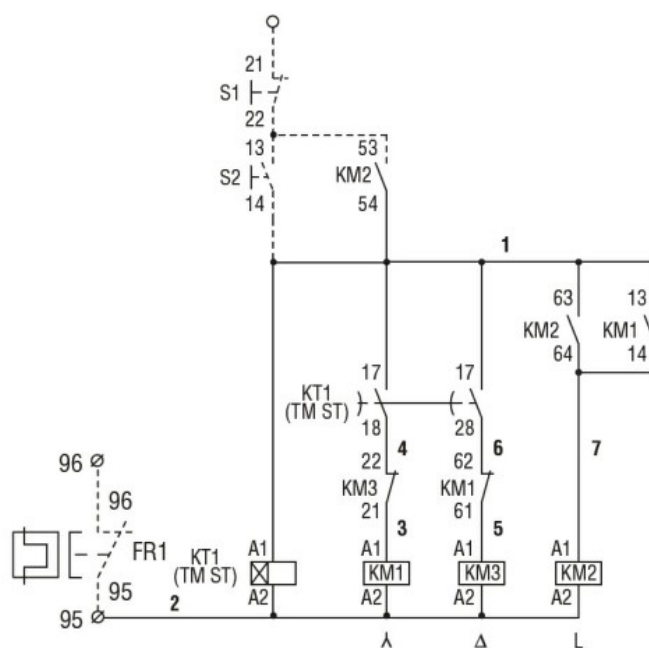 21
S1
22
13 53
S2 KM2
14 54
1
63 13
KM2 KM1
64 14
17 17
KT1
(TM ST)
18 28
4 6 7
22 62
KM3 KM1
21 61
3 5
96
96
FR1
95
95
2
KT1
(TM ST)
A1 A1 A1 A1
KM1 KM3 KM2
A2 A2 A2 A2
⅄ Δ L